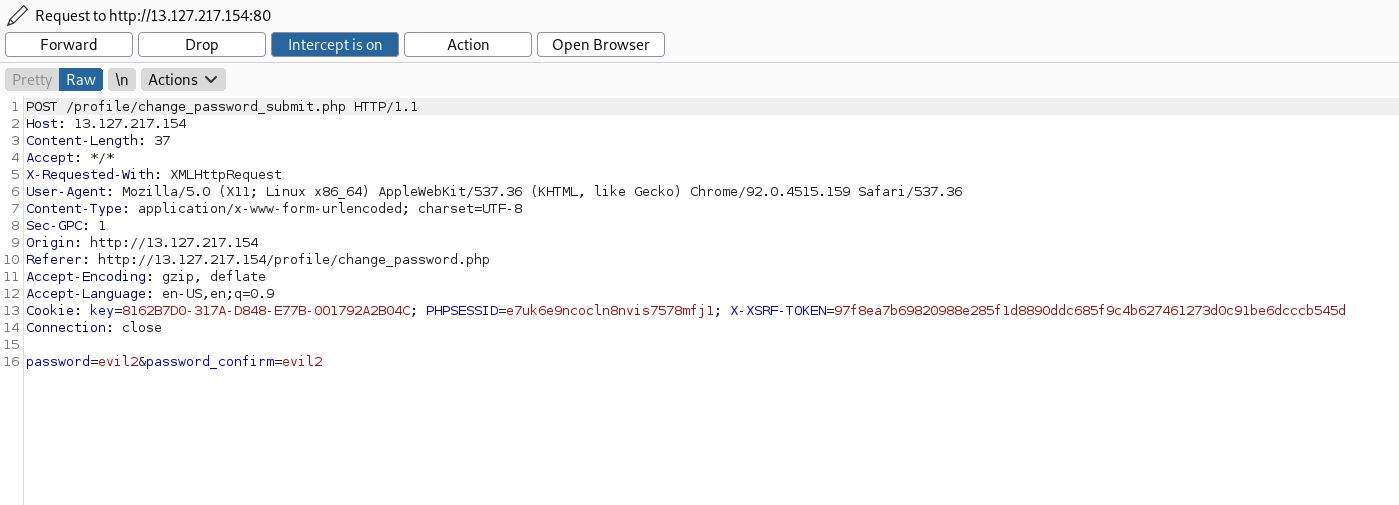 Request to http://13.127.217.154:80
Forward Drop Intercept is on Action Open Browser
Pretty Raw \n Actions
1 POST /profile/change_password_submit.php HTTP/1.1
2 Host: 13.127.217.154
3 Content-Length: 37
4 Accept: */*
5 X-Requested-With: XMLHttpRequest
6 User-Agent: Mozilla/5.0 (X11; Linux x86_64) AppleWebKit/537.36 (KHTML, like Gecko) Chrome/92.0.4515.159 Safari/537.36
7 Content-Type: application/x-www-form-urlencoded; charset=UTF-8
8 Sec-GPC: 1
9 Origin: http://13.127.217.154
10 Referer: http://13.127.217.154/profile/change_password.php
11 Accept-Encoding: gzip, deflate
12 Accept-Language: en-US,en;q=0.9
13 Cookie: key=8162B7D0-317A-D848-E77B-001792A2B04C; PHPSESSID=e7uk6e9ncocln8nvis7578mfj1; X-XSRF-TOKEN=97f8ea7b69820988e285f1d8890ddc685f9c4b627461273d0c91be6dcccb545d
14 Connection: close
15
16 password=evil2&password_confirm=evil2